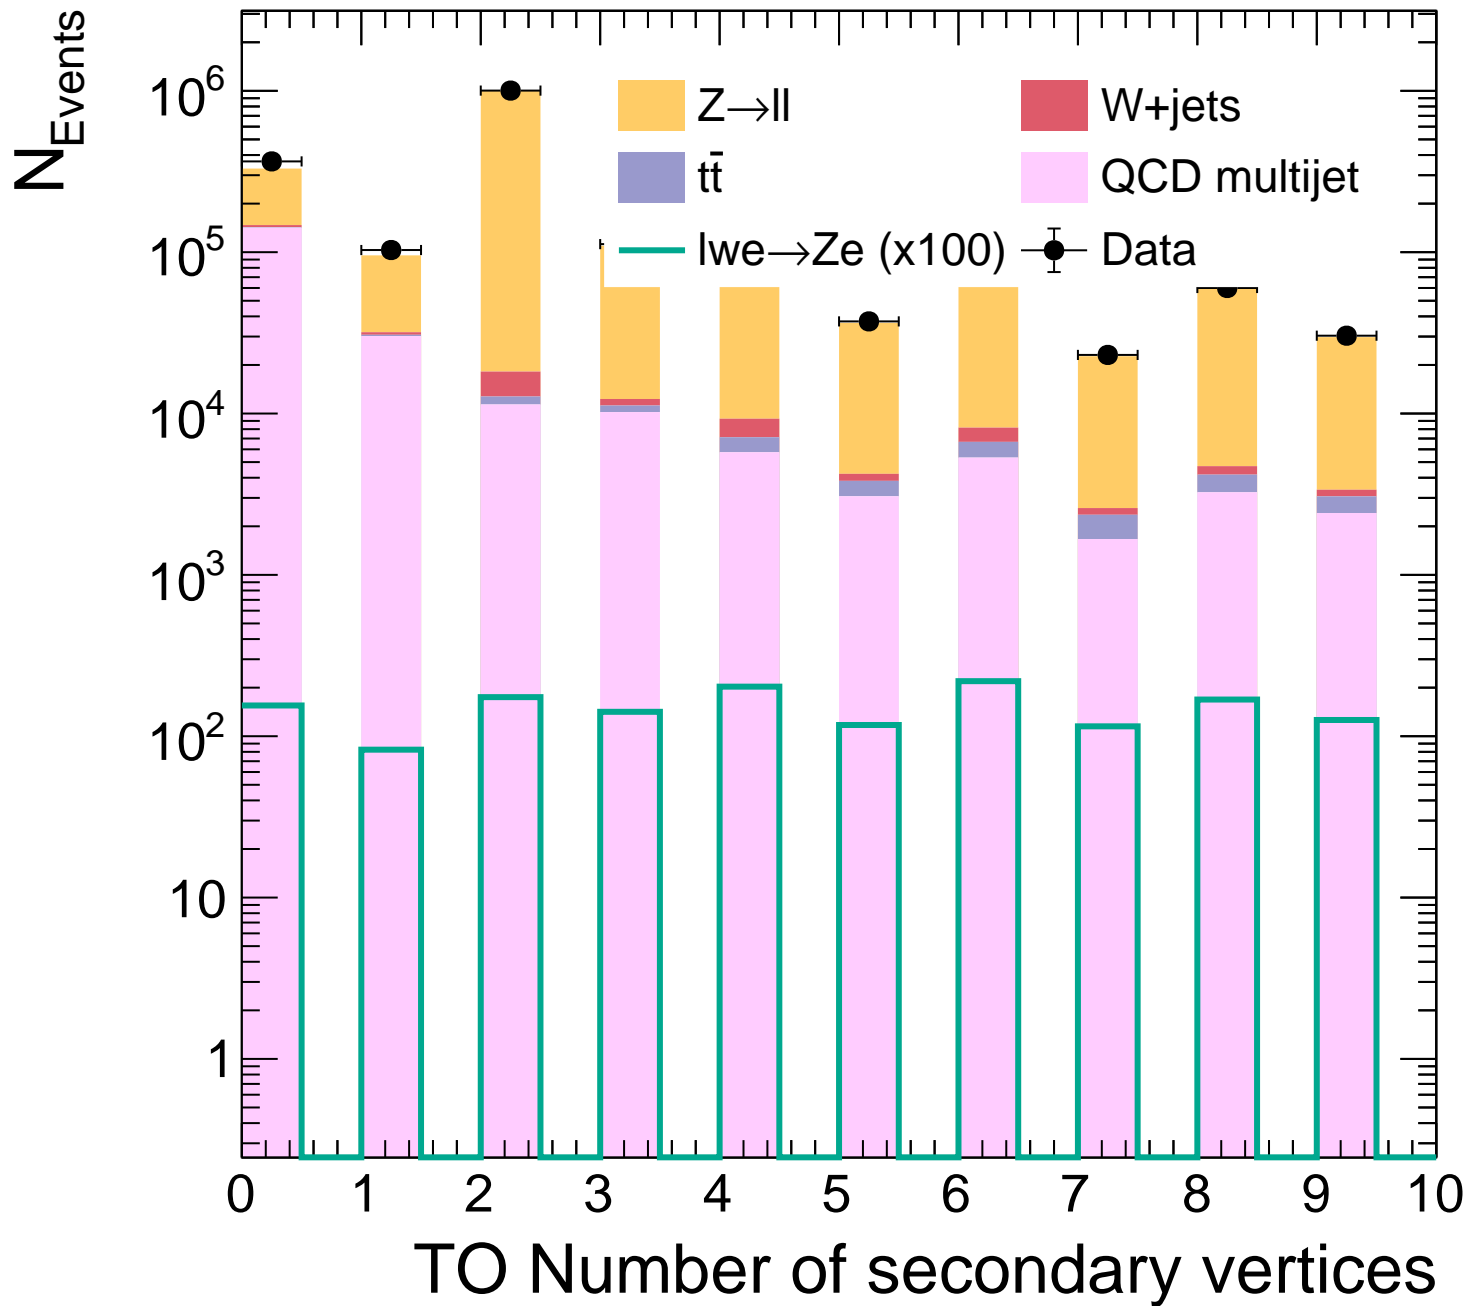 N_Events
10^6
10^5
10^4
10^3
10^2
10
1
Z→ll
W+jets
tt̄
QCD multijet
lwe→Ze (x100)
Data
0 1 2 3 4 5 6 7 8 9 10
TO Number of secondary vertices